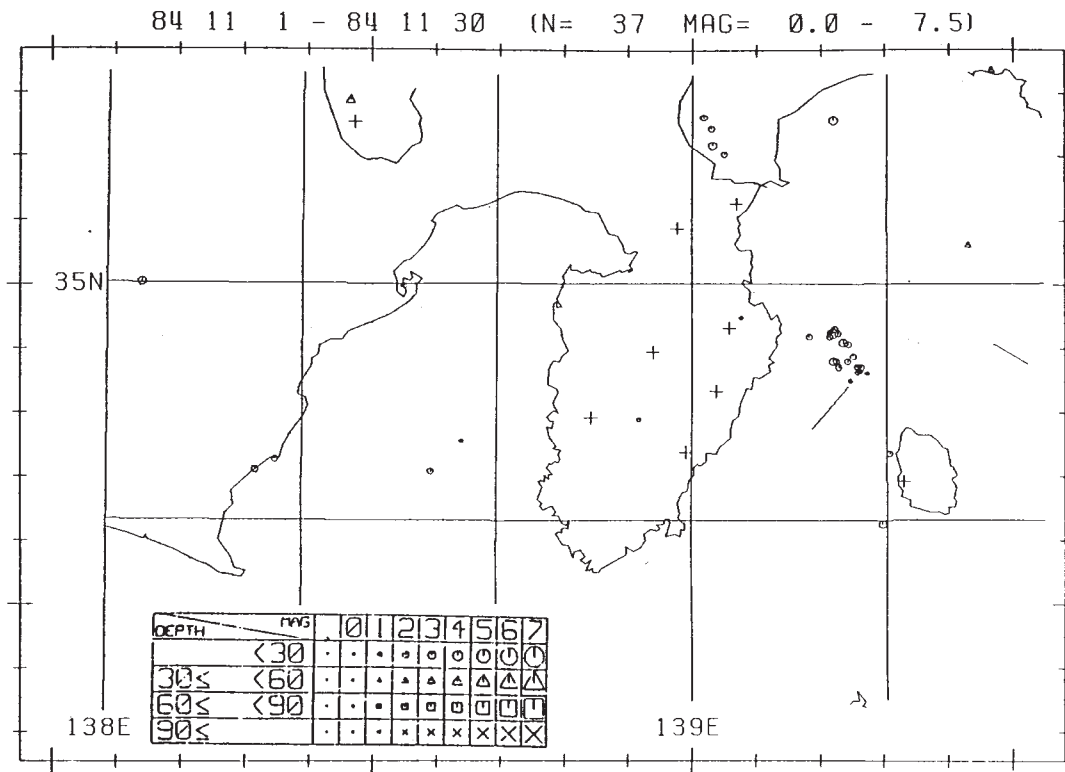 84 11 1 - 84 11 30 (N= 37 MAG= 0.0 - 7.5)
35N
DEPTH MAG 0 1 2 3 4 5 6 7
<30
30≤ <60
60≤ <90
90≤
138E 139E